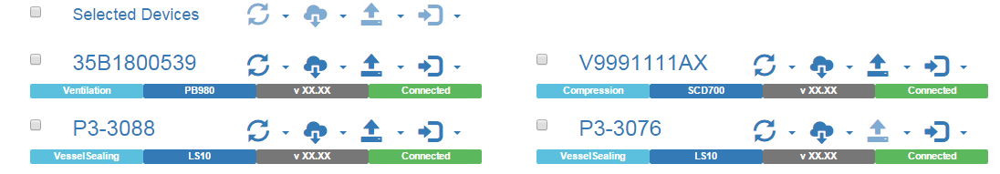 Selected Devices
35B1800539
V9991111AX
Ventilation PB980 v XX.XX Connected
Compression SCD700 v XX.XX Connected
P3-3088
P3-3076
VesselSealing LS10 v XX.XX Connected
VesselSealing LS10 v XX.XX Connected